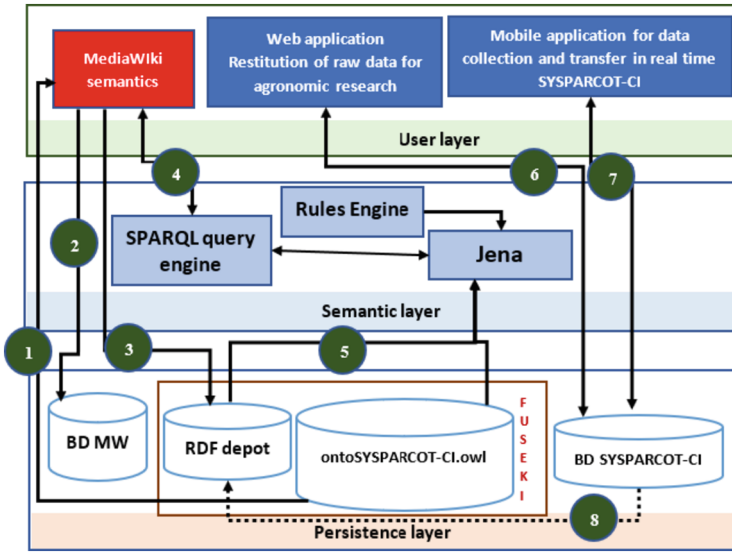 MediaWIki
semantics
Web application
Restitution of raw data for
agronomic research
Mobile application for data
collection and transfer in real time
SYSPARCOT-CI
User layer
4
6
7
2
SPARQL query
engine
Rules Engine
Jena
Semantic layer
1
3
5
BD MW
RDF depot
ontoSYSPARCOT-CI.owl
FUSEKI
BD SYSPARCOT-CI
8
Persistence layer